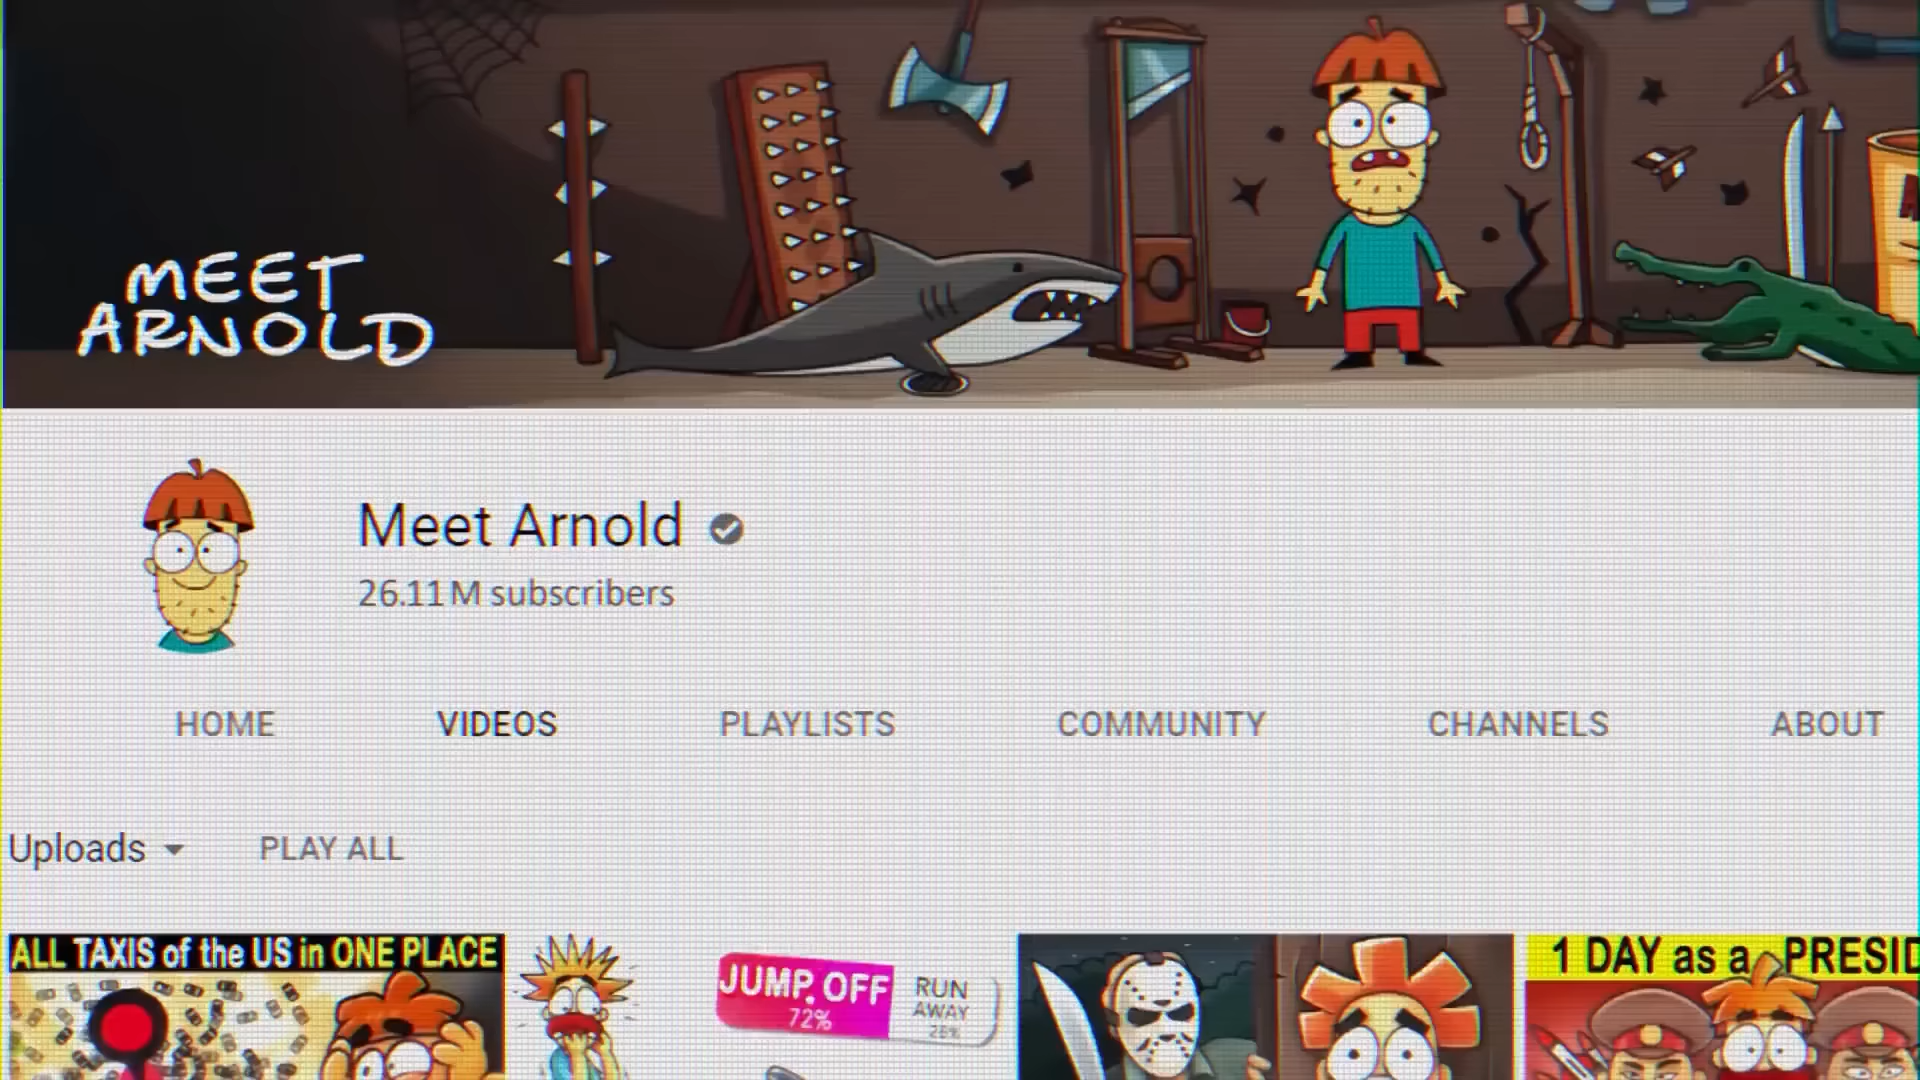 MEET
ARNOLD
Meet Arnold
26.11 M subscribers
HOME VIDEOS PLAYLISTS COMMUNITY CHANNELS ABOUT
Uploads PLAY ALL
ALL TAXIS of the US in ONE PLACE
JUMP OFF
72%
RUN
AWAY
28%
1 DAY as a PRESID